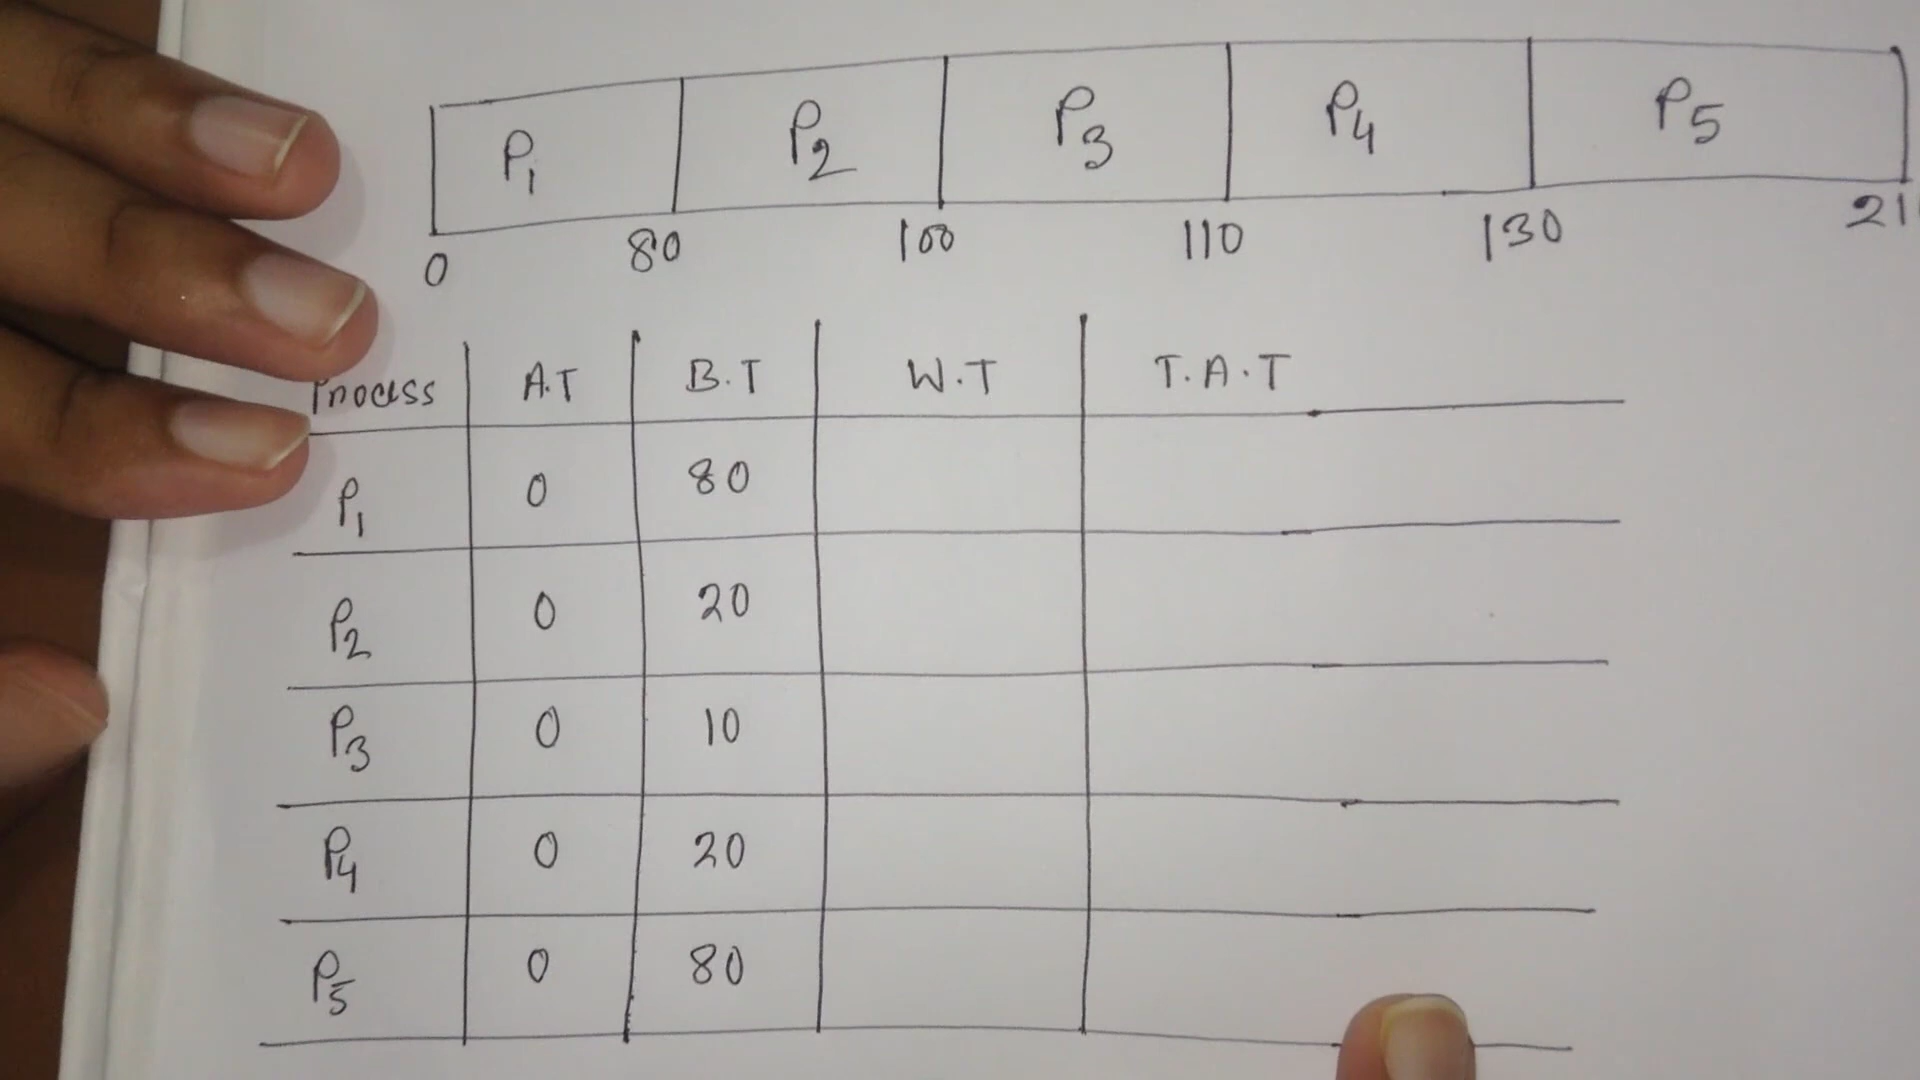 P1 P2 P3 P4 P5
0 80 100 110 130 21
Process A.T B.T W.T T.A.T
P1 0 80
P2 0 20
P3 0 10
P4 0 20
P5 0 80